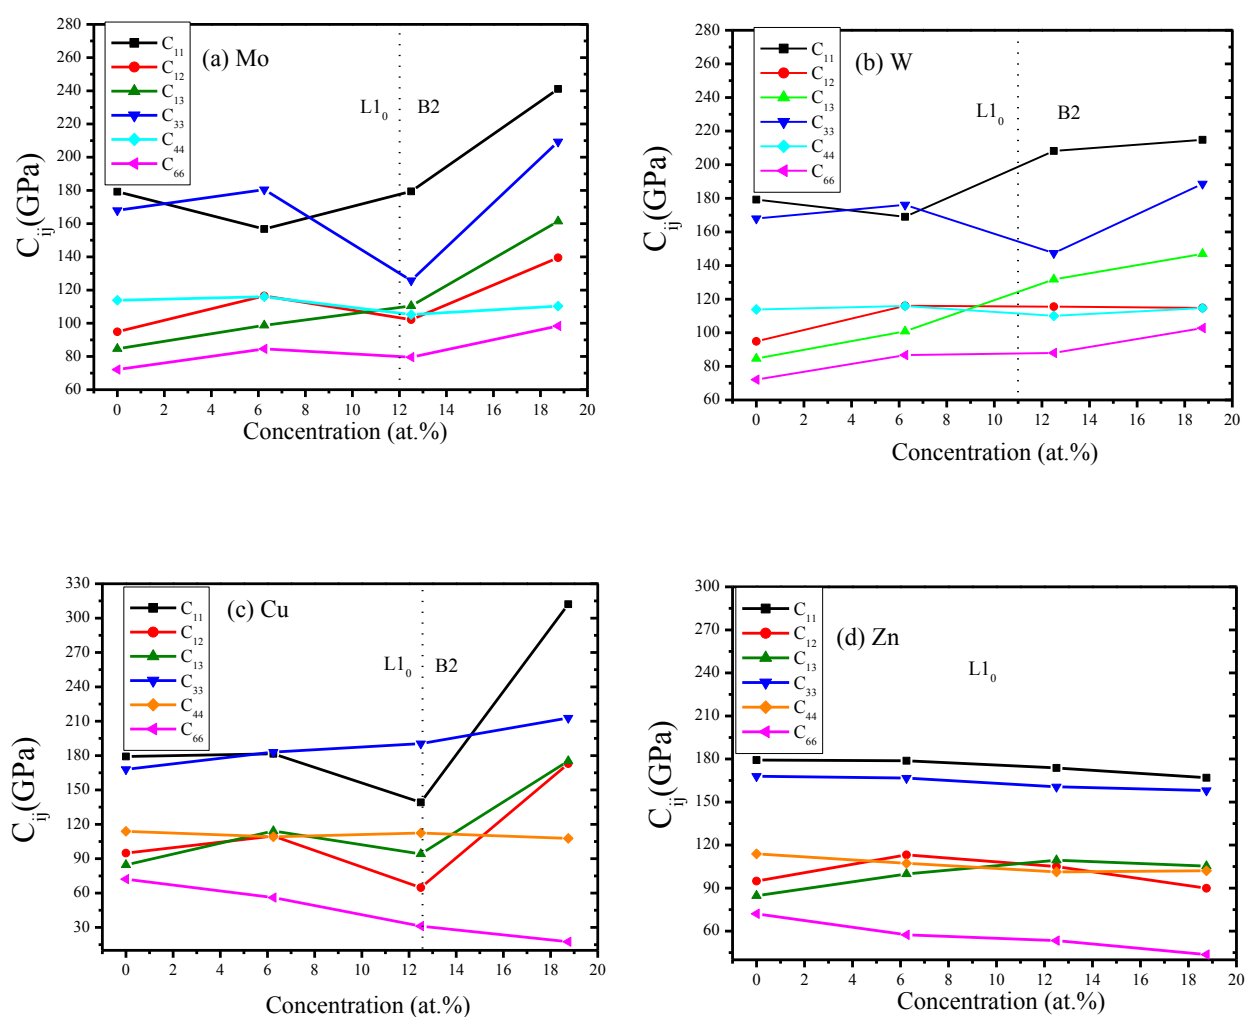 280
260
240
220
200
180
160
140
120
100
80
60
C11
C12
C13
C33
C44
C66
(a) Mo
L10
B2
Cij(GPa)
0 2 4 6 8 10 12 14 16 18 20
Concentration (at.%)
280
260
240
220
200
180
160
140
120
100
80
60
C11
C12
C13
C33
C44
C66
(b) W
L10
B2
Cij(GPa)
0 2 4 6 8 10 12 14 16 18 20
Concentration (at.%)
330
300
270
240
210
180
150
120
90
60
30
C11
C12
C13
C33
C44
C66
(c) Cu
L10
B2
Cij(GPa)
0 2 4 6 8 10 12 14 16 18 20
Concentration (at.%)
300
270
240
210
180
150
120
90
60
C11
C12
C13
C33
C44
C66
(d) Zn
L10
Cij(GPa)
0 2 4 6 8 10 12 14 16 18 20
Concentration (at.%)